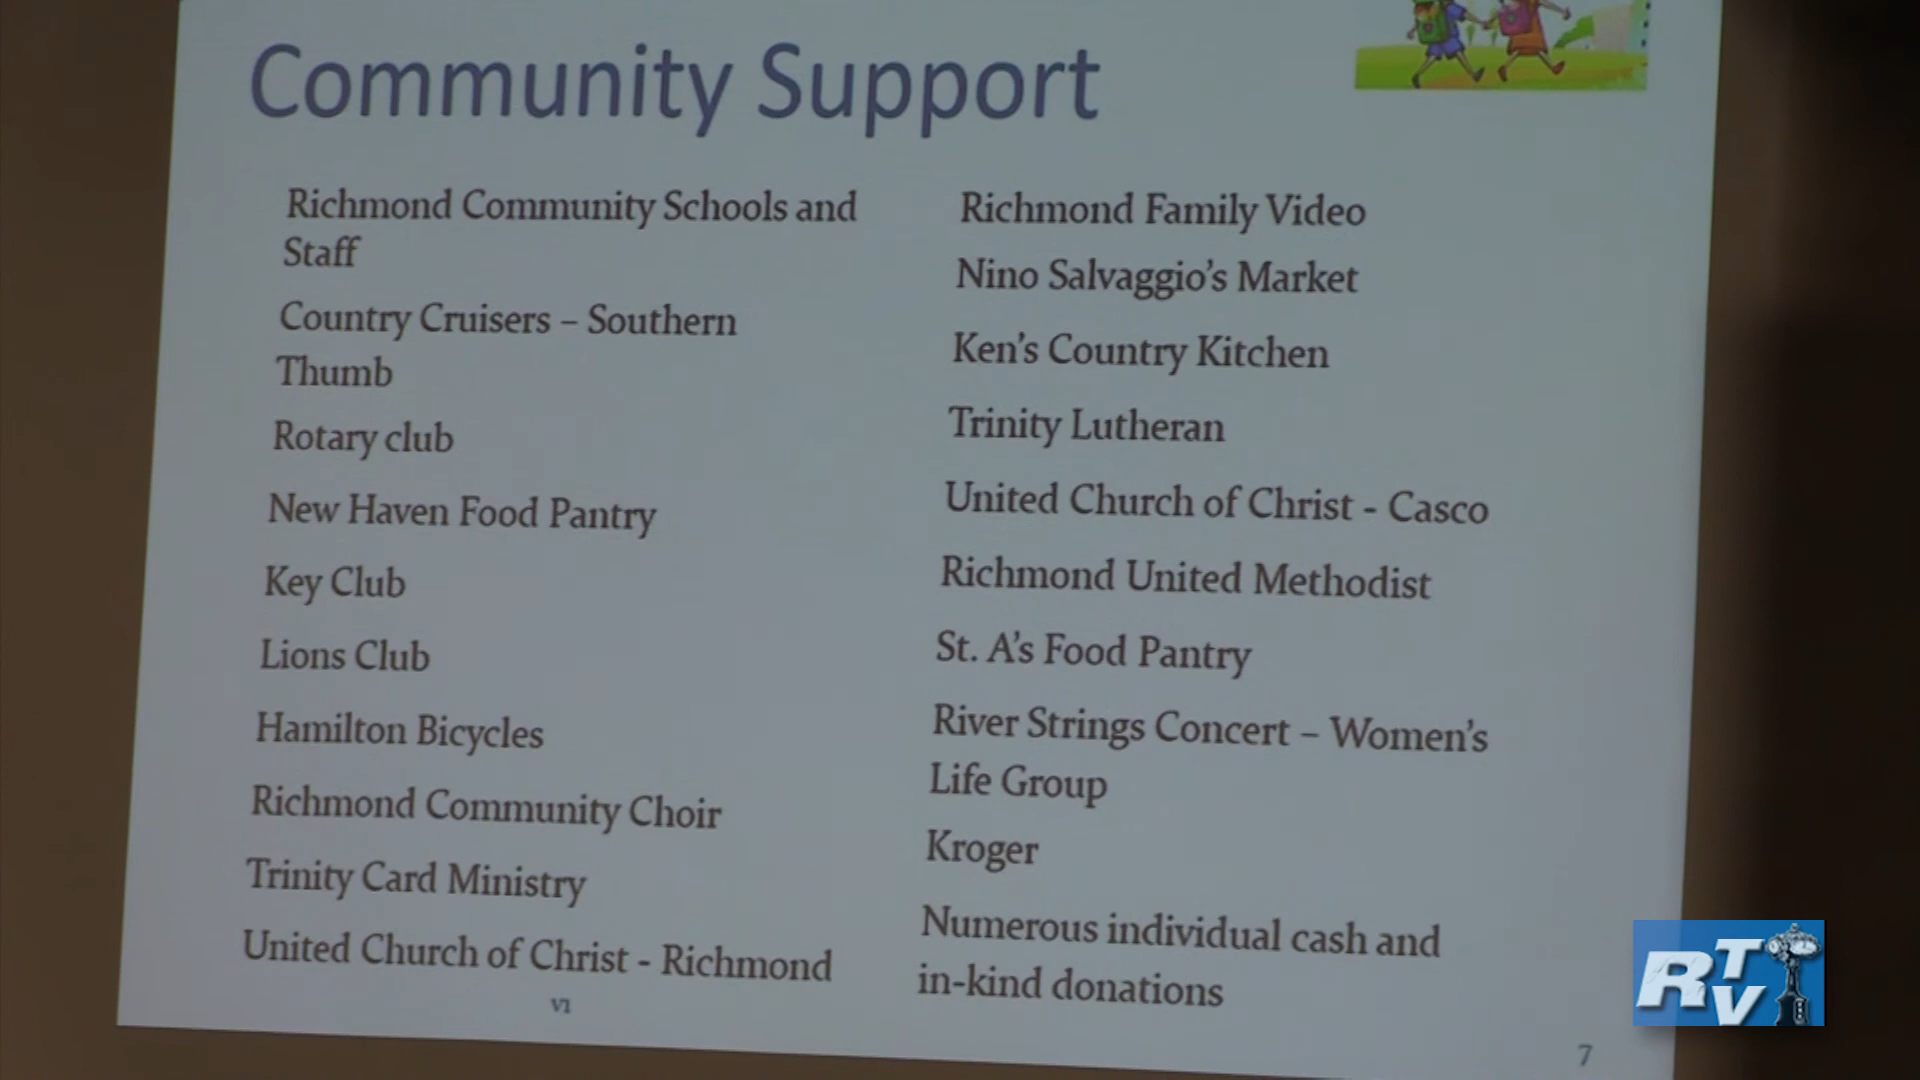 Community Support
Richmond Community Schools and
Staff
Country Cruisers – Southern
Thumb
Rotary club
New Haven Food Pantry
Key Club
Lions Club
Hamilton Bicycles
Richmond Community Choir
Trinity Card Ministry
United Church of Christ - Richmond
Richmond Family Video
Nino Salvaggio’s Market
Ken’s Country Kitchen
Trinity Lutheran
United Church of Christ - Casco
Richmond United Methodist
St. A’s Food Pantry
River Strings Concert – Women’s
Life Group
Kroger
Numerous individual cash and
in-kind donations
V1
7
RTV